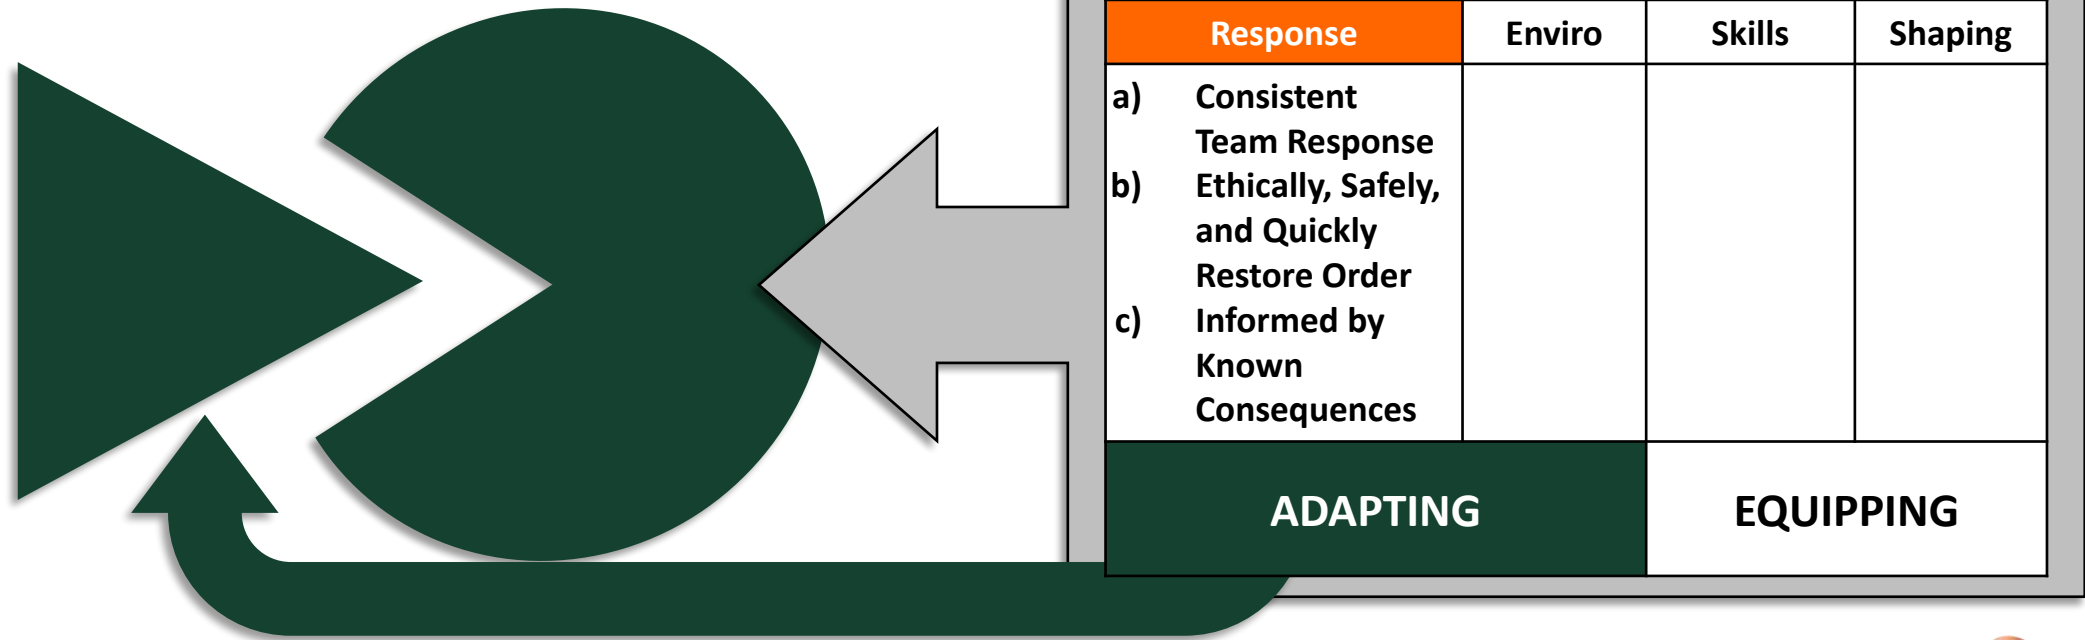 Response Enviro Skills Shaping
a) Consistent
Team Response
b) Ethically, Safely,
and Quickly
Restore Order
c) Informed by
Known
Consequences
ADAPTING EQUIPPING